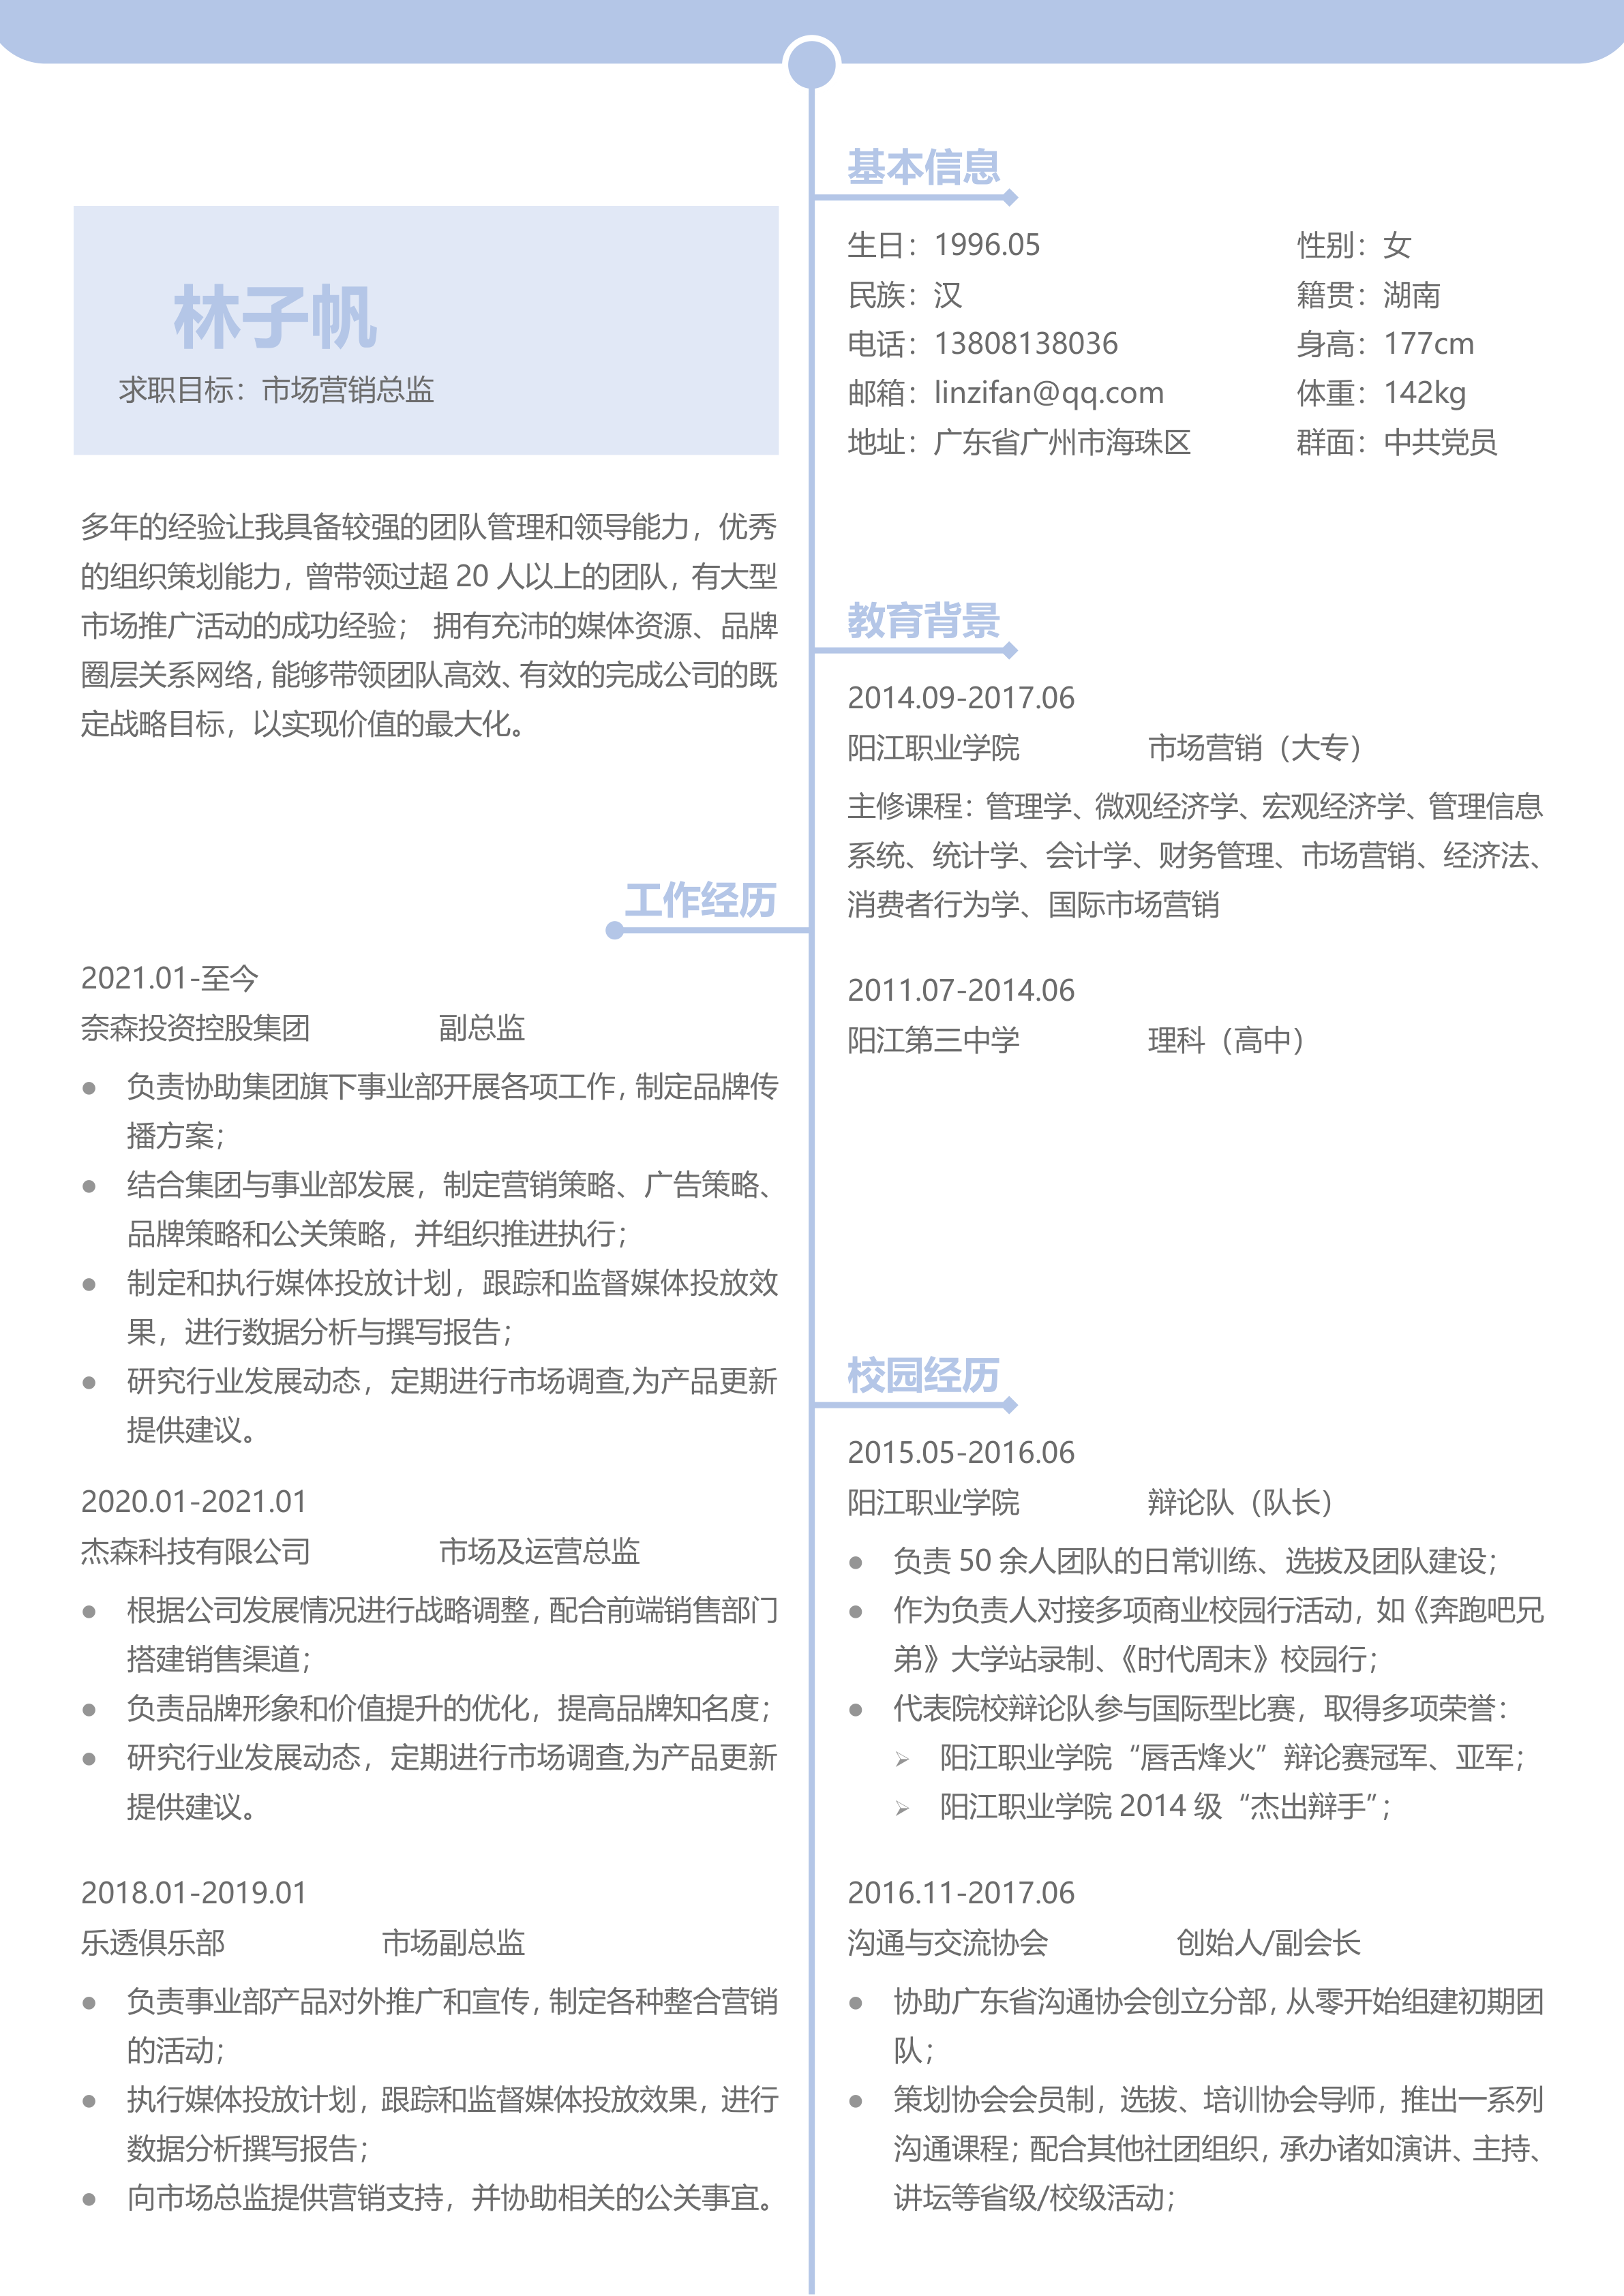 林子帆
求职目标：市场营销总监
多年的经验让我具备较强的团队管理和领导能力，优秀
的组织策划能力，曾带领过超 20 人以上的团队，有大型
市场推广活动的成功经验； 拥有充沛的媒体资源、品牌
圈层关系网络，能够带领团队高效、有效的完成公司的既
定战略目标，以实现价值的最大化。
工作经历
2021.01-至今
奈森投资控股集团 副总监
● 负责协助集团旗下事业部开展各项工作，制定品牌传
播方案；
● 结合集团与事业部发展，制定营销策略、广告策略、
品牌策略和公关策略，并组织推进执行；
● 制定和执行媒体投放计划，跟踪和监督媒体投放效
果，进行数据分析与撰写报告；
● 研究行业发展动态，定期进行市场调查,为产品更新
提供建议。
2020.01-2021.01
杰森科技有限公司 市场及运营总监
● 根据公司发展情况进行战略调整，配合前端销售部门
搭建销售渠道；
● 负责品牌形象和价值提升的优化，提高品牌知名度；
● 研究行业发展动态，定期进行市场调查,为产品更新
提供建议。
2018.01-2019.01
乐透俱乐部 市场副总监
● 负责事业部产品对外推广和宣传，制定各种整合营销
的活动；
● 执行媒体投放计划，跟踪和监督媒体投放效果，进行
数据分析撰写报告；
● 向市场总监提供营销支持，并协助相关的公关事宜。
基本信息
生日：1996.05 性别：女
民族：汉 籍贯：湖南
电话：13808138036 身高：177cm
邮箱：linzifan@qq.com 体重：142kg
地址：广东省广州市海珠区 群面：中共党员
教育背景
2014.09-2017.06
阳江职业学院 市场营销（大专）
主修课程：管理学、微观经济学、宏观经济学、管理信息
系统、统计学、会计学、财务管理、市场营销、经济法、
消费者行为学、国际市场营销
2011.07-2014.06
阳江第三中学 理科（高中）
校园经历
2015.05-2016.06
阳江职业学院 辩论队（队长）
● 负责 50 余人团队的日常训练、选拔及团队建设；
● 作为负责人对接多项商业校园行活动，如《奔跑吧兄
弟》大学站录制、《时代周末》校园行；
● 代表院校辩论队参与国际型比赛，取得多项荣誉：
➢ 阳江职业学院“唇舌烽火”辩论赛冠军、亚军；
➢ 阳江职业学院 2014 级“杰出辩手”；
2016.11-2017.06
沟通与交流协会 创始人/副会长
● 协助广东省沟通协会创立分部，从零开始组建初期团
队；
● 策划协会会员制，选拔、培训协会导师，推出一系列
沟通课程；配合其他社团组织，承办诸如演讲、主持、
讲坛等省级/校级活动；